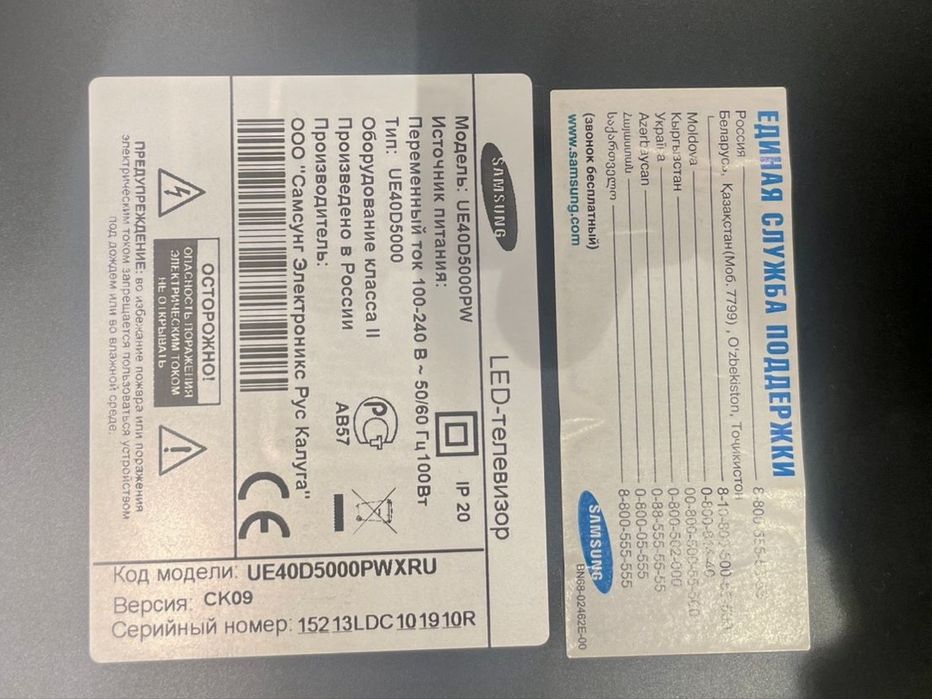 SAMSUNG
LED-телевизор
Модель: UE40D5000PW
Источник питания:
Переменный ток 100-240 В ~ 50/60 Гц 100Вт
Тип: UE40D5000
Оборудование класса II
Произведено в России
Производитель:
ООО "Самсунг Электроникс Рус Калуга"
IP 20
АВ57
ОСТОРОЖНО!
ОПАСНОСТЬ ПОРАЖЕНИЯ
ЭЛЕКТРИЧЕСКИМ ТОКОМ
НЕ ОТКРЫВАТЬ
ПРЕДУПРЕЖДЕНИЕ: во избежание пожара или поражения
электрическим током запрещается пользоваться устройством
под дождем или во влажной среде.
Код модели: UE40D5000PWXRU
Версия: CK09
Серийный номер: 15213LDC101910R
ЕДИНАЯ СЛУЖБА ПОДДЕРЖКИ
Россия
Беларусь, Қазақстан(Моб. 7799), O'zbekiston, Тоҷикистон
Moldova
Кыргызстан 0-800-502-000
Україна
Azərbaycan 0-88-555-55-55
Հայաստան 0-800-05-555
საქართველო 8-800-555-555
(звонок бесплатный)
www.samsung.com
SAMSUNG
BN68-02462E-00